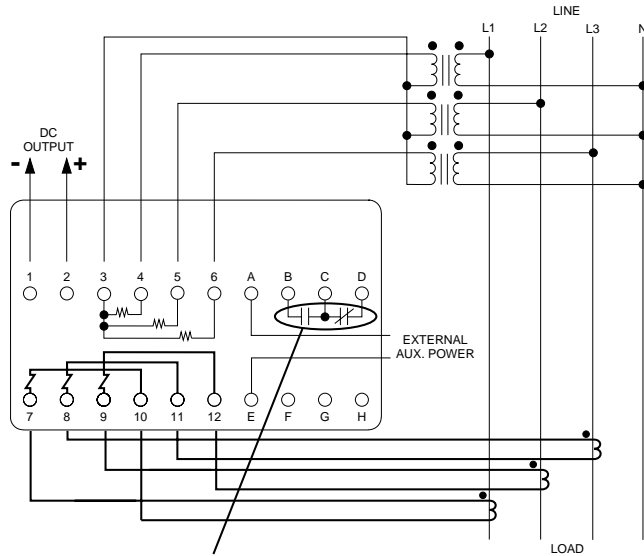 LINE
L1 L2 L3 N
DC
OUTPUT
- +
1 2 3 4 5 6 A B C D
EXTERNAL
AUX. POWER
7 8 9 10 11 12 E F G H
LOAD